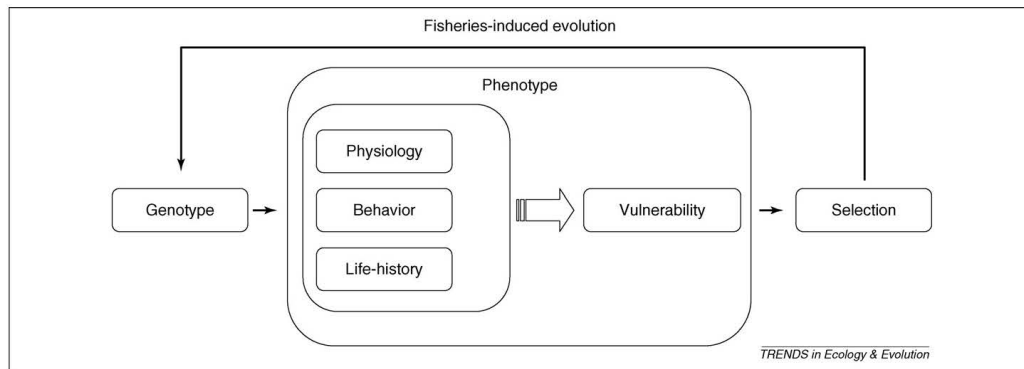 Fisheries-induced evolution
Phenotype
Physiology
Genotype
Behavior
Vulnerability
Selection
Life-history
TRENDS in Ecology & Evolution